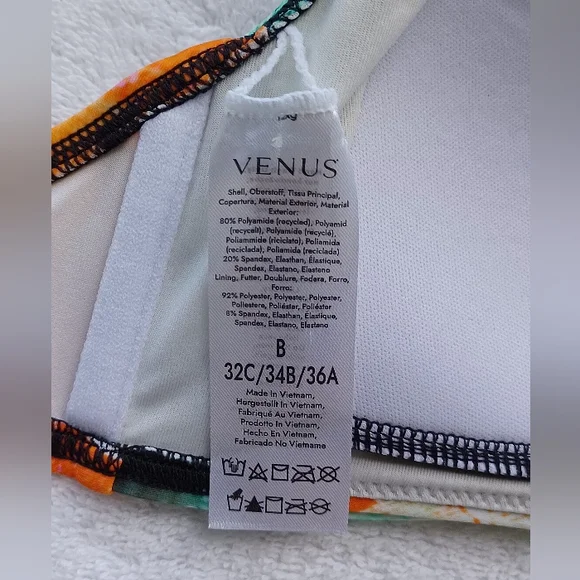 VENUS
Shell, Oberstoff, Tissu Principal,
Copertura, Material Exterior, Material
Exterior:
80% Polyamide (recycled), Polyamid
(recycelt), Polyamide (recyclé),
Poliammide (riciclato), Poliamida
(reciclada), Poliamida (reciclada)
20% Spandex, Elasthan, Élastique,
Spandex, Elastano, Elastano
Lining, Futter, Doublure, Fodera, Forro,
Forro:
92% Polyester, Polyester, Polyester,
Poliestere, Poliéster, Poliéster
8% Spandex, Elasthan, Élastique,
Spandex, Elastano, Elastano
B
32C/34B/36A
Made In Vietnam,
Hergestellt In Vietnam,
Fabriqué Au Vietnam,
Prodotto In Vietnam,
Hecho En Vietnam,
Fabricado No Vietnam